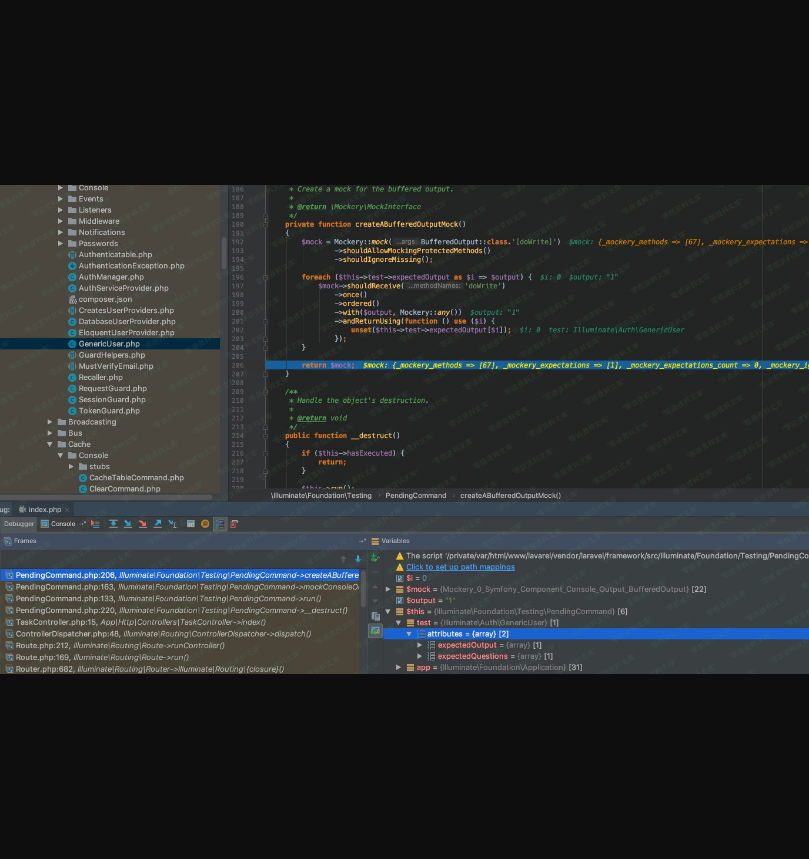 Console
Events
Listeners
Middleware
Notifications
Passwords
Authenticatable.php
AuthenticationException.php
AuthManager.php
AuthServiceProvider.php
composer.json
CreatesUserProviders.php
DatabaseUserProvider.php
EloquentUserProvider.php
GenericUser.php
GuardHelpers.php
MustVerifyEmail.php
Recaller.php
RequestGuard.php
SessionGuard.php
TokenGuard.php
Broadcasting
Bus
Cache
Console
stubs
CacheTableCommand.php
ClearCommand.php
186 * Create a mock for the buffered output.
187 *
188 * @return \Mockery\MockInterface
189 */
190 private function createABufferedOutputMock()
191 {
192 $mock = Mockery::mock( ...args: BufferedOutput::class.'[doWrite]') $mock: {_mockery_methods => [67], _mockery_expectations =>
193 ->shouldAllowMockingProtectedMethods()
194 ->shouldIgnoreMissing();
195
196 foreach ($this->test->expectedOutput as $i => $output) { $i: 0 $output: "1"
197 $mock->shouldReceive( ...methodNames: 'doWrite')
198 ->once()
199 ->ordered()
200 ->with($output, Mockery::any()) $output: "1"
201 ->andReturnUsing(function () use ($i) {
202 unset($this->test->expectedOutput[$i]); $i: 0 test: Illuminate\Auth\GenericUser
203 });
204 }
205
206 return $mock; $mock: {_mockery_methods => [67], _mockery_expectations => [1], _mockery_expectations_count => 0, _mockery_ig
207 }
208
209 /**
210 * Handle the object's destruction.
211 *
212 * @return void
213 */
214 public function __destruct()
215 {
216 if ($this->hasExecuted) {
217 return;
218 }
219
220 $this->run();
\Illuminate\Foundation\Testing › PendingCommand › createABufferedOutputMock()
ug: index.php ×
Debugger Console
Frames
PendingCommand.php:206, Illuminate\Foundation\Testing\PendingCommand->createABuffere
PendingCommand.php:163, Illuminate\Foundation\Testing\PendingCommand->mockConsoleO
PendingCommand.php:133, Illuminate\Foundation\Testing\PendingCommand->run()
PendingCommand.php:220, Illuminate\Foundation\Testing\PendingCommand->__destruct()
TaskController.php:15, App\Http\Controllers\TaskController->index()
ControllerDispatcher.php:48, Illuminate\Routing\ControllerDispatcher->dispatch()
Route.php:212, Illuminate\Routing\Route->runController()
Route.php:169, Illuminate\Routing\Route->run()
Router.php:682, Illuminate\Routing\Router->Illuminate\Routing\{closure}()
Variables
The script '/private/var/html/www/laravel/vendor/laravel/framework/src/Illuminate/Foundation/Testing/PendingCo
Click to set up path mappings
$i = 0
$mock = {Mockery_0_Symfony_Component_Console_Output_BufferedOutput} [22]
$output = "1"
$this = {Illuminate\Foundation\Testing\PendingCommand} [6]
test = {Illuminate\Auth\GenericUser} [1]
attributes = {array} [2]
expectedOutput = {array} [1]
expectedQuestions = {array} [1]
app = {Illuminate\Foundation\Application} [31]